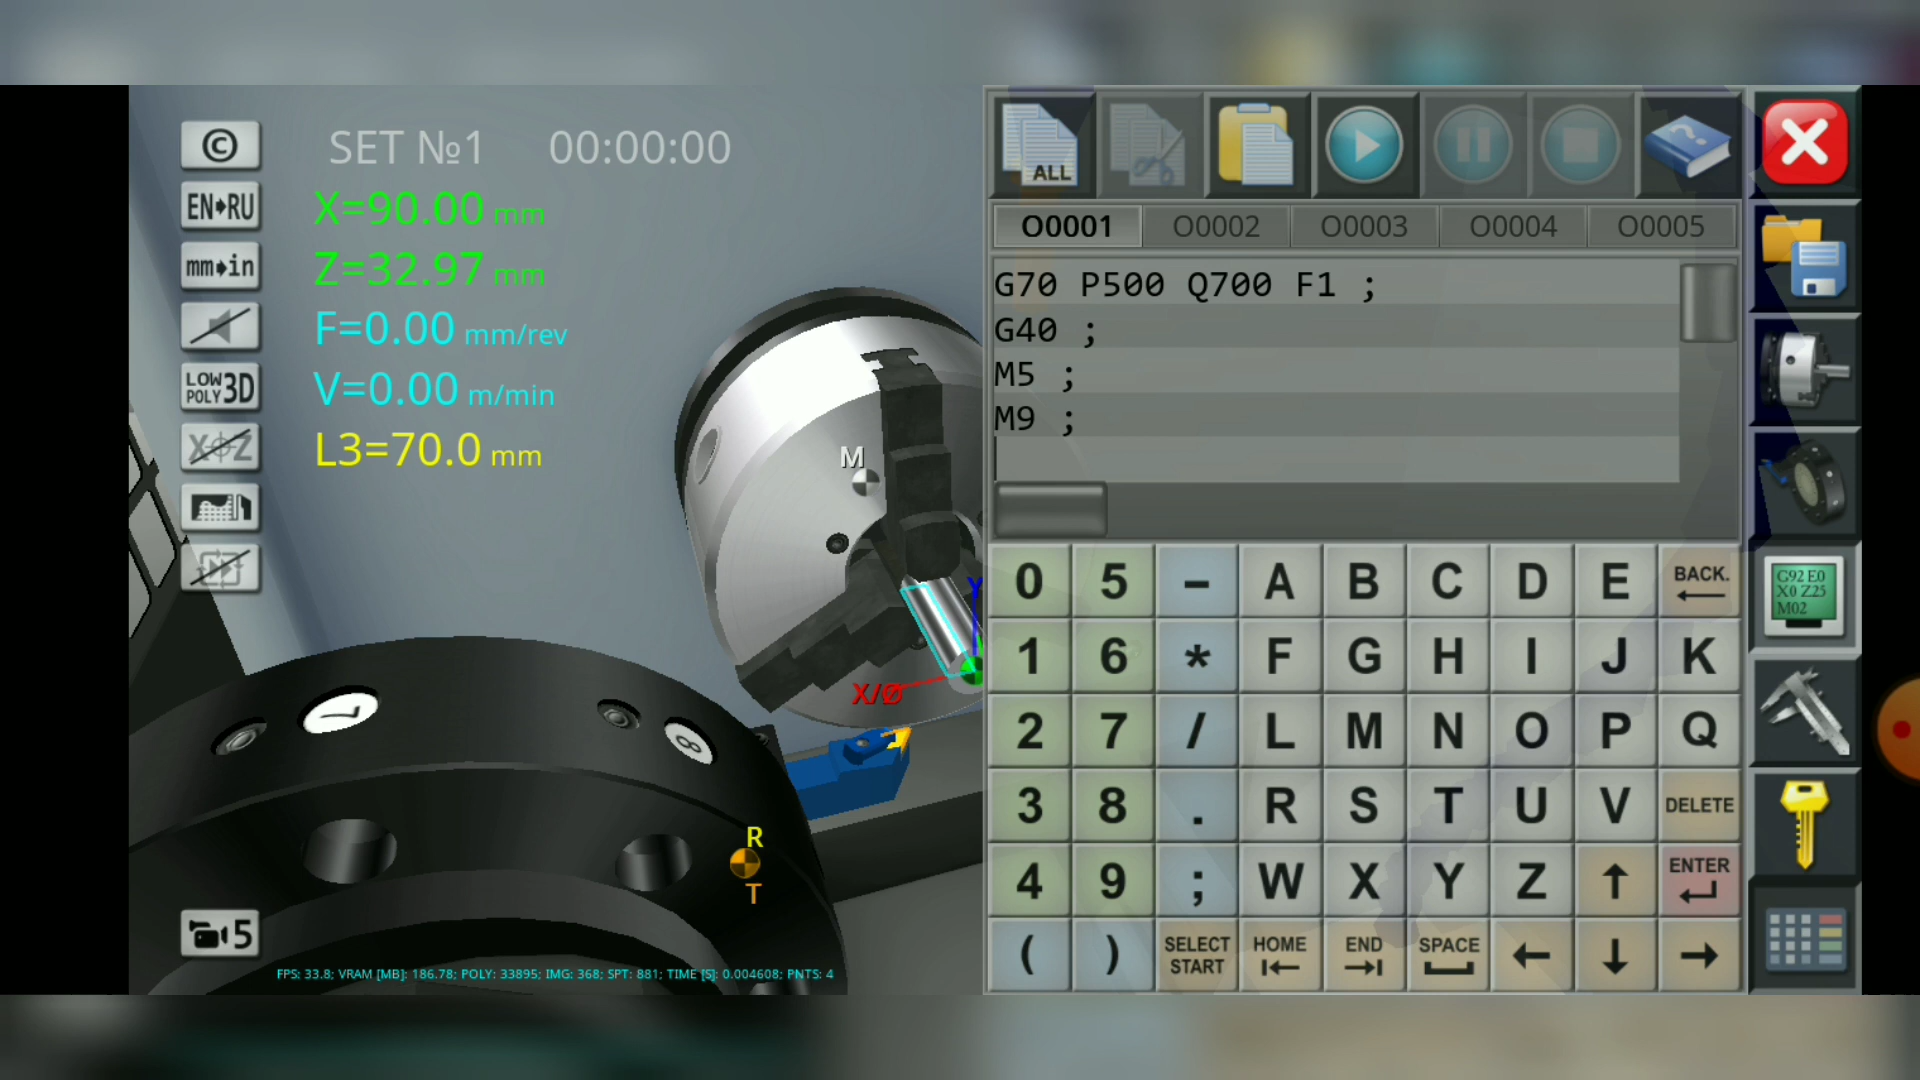 ©
SET №1 00:00:00
EN RU
X=90.00 mm
mm in
Z=32.97 mm
F=0.00 mm/rev
LOW POLY 3D
V=0.00 m/min
X Z
L3=70.0 mm
M
Y
X/Ø
7
8
R
T
5
FPS: 33.8; VRAM [MB]: 186.78; POLY: 33895; IMG: 368; SPT: 881; TIME [S]: 0.004608; PNTS: 4
ALL
?
O0001 O0002 O0003 O0004 O0005
G70 P500 Q700 F1 ;
G40 ;
M5 ;
M9 ;
0 5 - A B C D E BACK.
1 6 * F G H I J K
2 7 / L M N O P Q
3 8 . R S T U V DELETE
4 9 ; W X Y Z ↑ ENTER
( ) SELECT START HOME END SPACE ← ↓ →
G92 E0
X0 Z25
M02